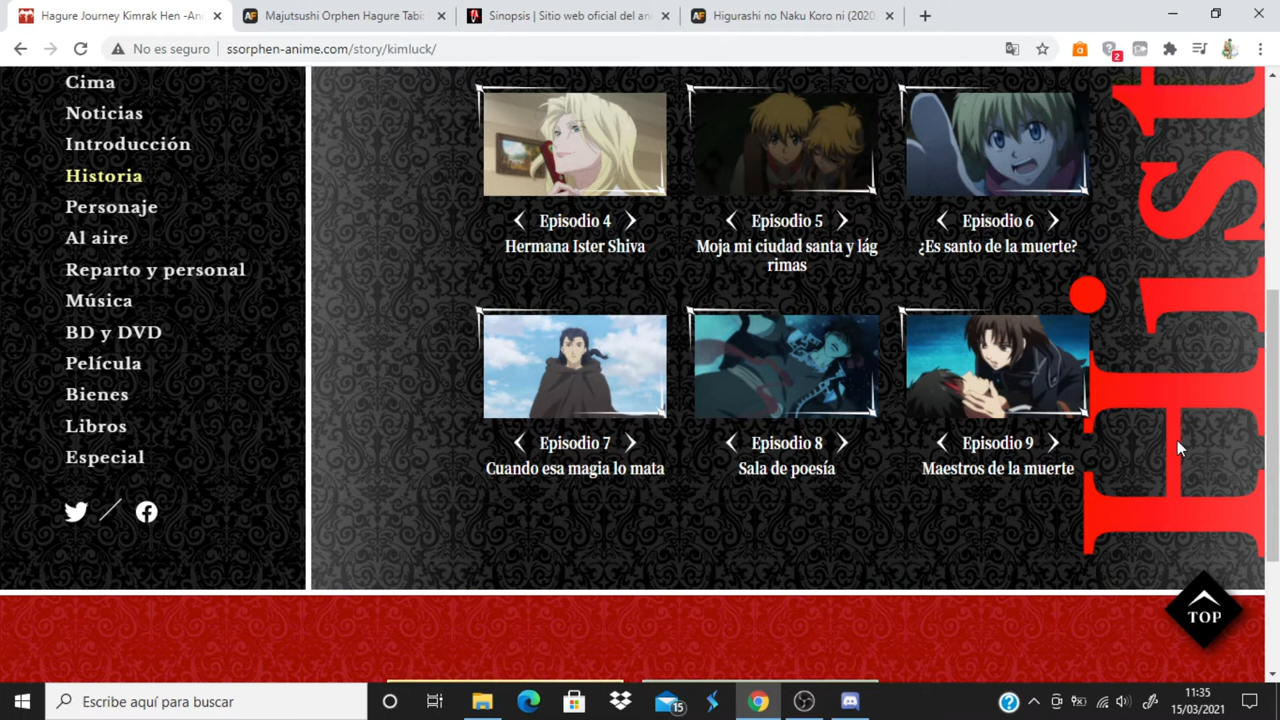 Hagure Journey Kimrak Hen -An
Majutsushi Orphen Hagure Tabi
Sinopsis | Sitio web oficial del an
Higurashi no Naku Koro ni (2020,
No es seguro
ssorphen-anime.com/story/kimluck/
2
Cima
Noticias
Introducción
Historia
Personaje
Al aire
Reparto y personal
Música
BD y DVD
Película
Bienes
Libros
Especial
Episodio 4
Hermana Ister Shiva
Episodio 5
Moja mi ciudad santa y lág
rimas
Episodio 6
¿Es santo de la muerte?
Episodio 7
Cuando esa magia lo mata
Episodio 8
Sala de poesía
Episodio 9
Maestros de la muerte
Hist
TOP
Escribe aquí para buscar
15
11:35
15/03/2021